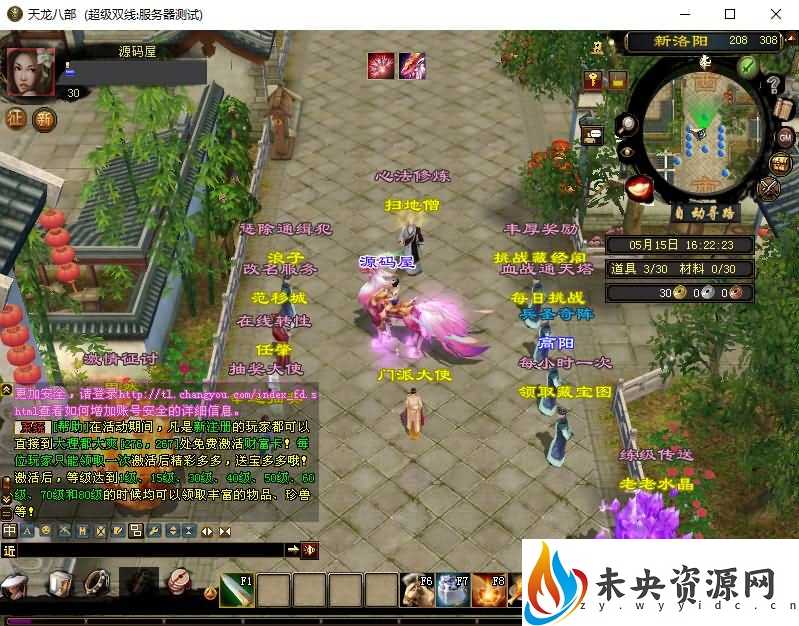 天龙八部 (超级双线:服务器测试)
源码屋
30
征
新
新洛阳 208 308
GM
自动寻路
05月15日 16:22:23
道具 3/30 材料 0/30
30 0 0
心法修炼
扫地僧
惩除通缉犯
浪子
改名服务
范移城
在线转性
任肇
抽奖大使
激情征讨
源码屋
丰厚奖励
挑战藏经阁
血战通天塔
每日挑战
兵圣奇阵
高阳
每小时一次
领取藏宝图
门派大使
练级传送
老老水晶
更加安全，请登录http://tl.changyou.com/index_fd.s
html查看如何增加账号安全的详细信息。
[帮助]在活动期间，凡是新注册的玩家都可以
直接到大理都大爽[276，267]处免费激活财富卡！每
位玩家只能领取一次激活后精彩多多，送宝多多哦！
激活后，等级达到1级、15级、30级、40级、50级、60
级、70级和80级的时候均可以领取丰富的物品、珍兽
等！
中
近
F1
F6
F7
F8
未央资源网
zy.wyyidc.cn